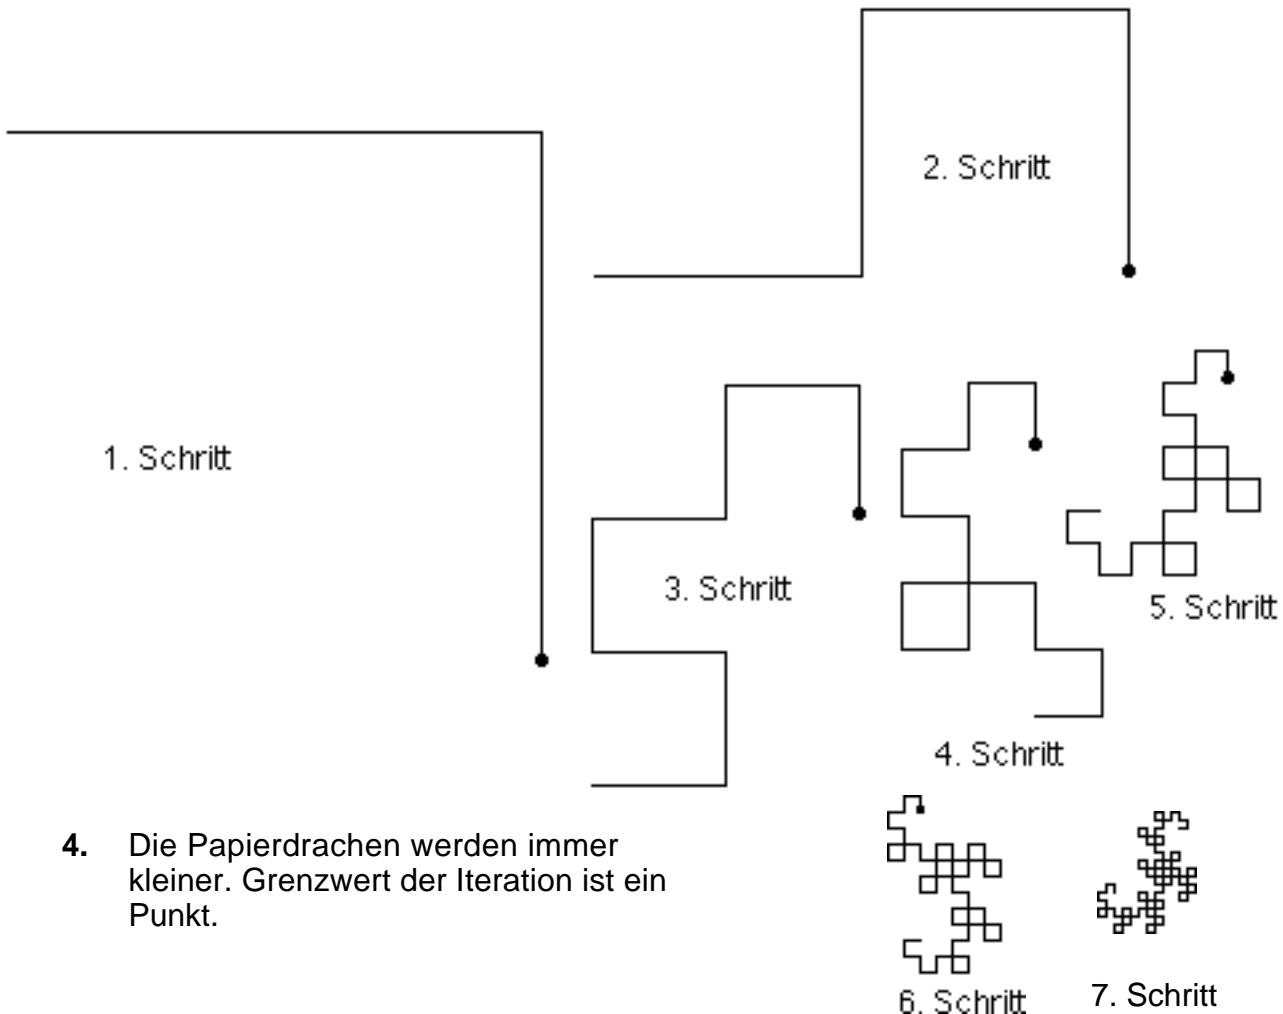 2. Schritt
1. Schritt
3. Schritt
5. Schritt
4. Schritt
4. Die Papierdrachen werden immer
kleiner. Grenzwert der Iteration ist ein
Punkt.
6. Schritt
7. Schritt